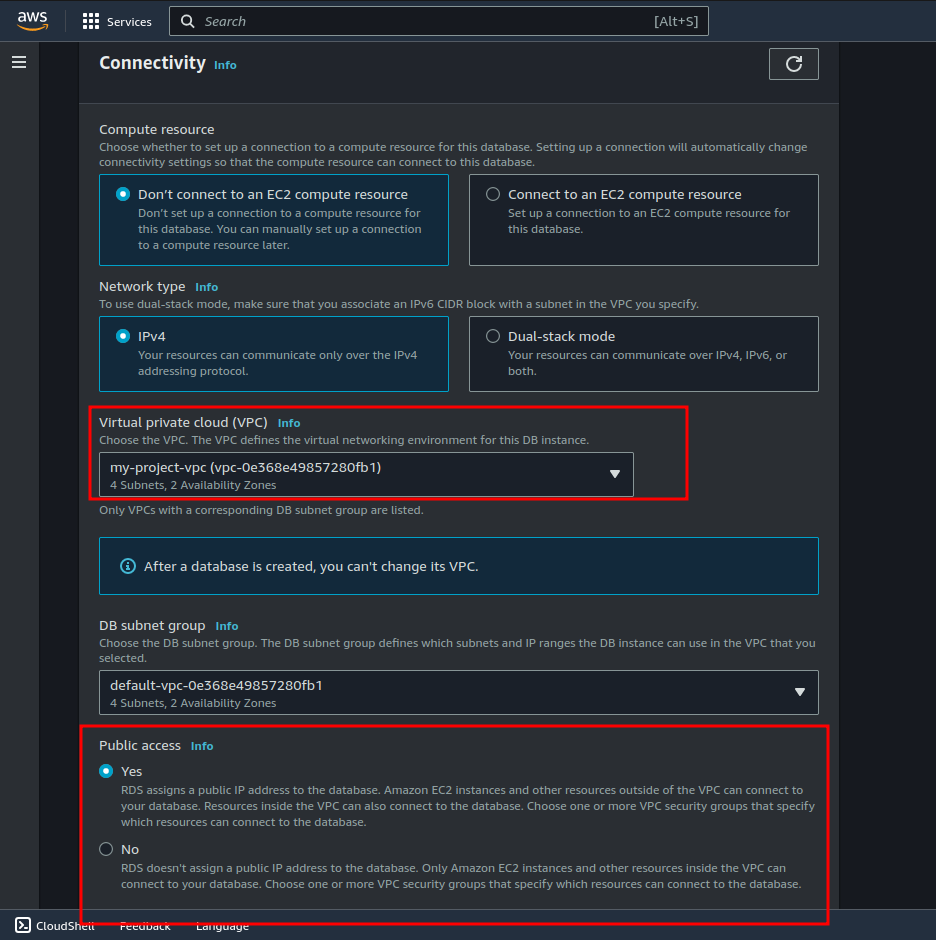 aws
Services
Search
[Alt+S]
Connectivity Info
Compute resource
Choose whether to set up a connection to a compute resource for this database. Setting up a connection will automatically change
connectivity settings so that the compute resource can connect to this database.
Don't connect to an EC2 compute resource
Don't set up a connection to a compute resource for
this database. You can manually set up a connection
to a compute resource later.
Connect to an EC2 compute resource
Set up a connection to an EC2 compute resource for
this database.
Network type Info
To use dual-stack mode, make sure that you associate an IPv6 CIDR block with a subnet in the VPC you specify.
IPv4
Your resources can communicate only over the IPv4
addressing protocol.
Dual-stack mode
Your resources can communicate over IPv4, IPv6, or
both.
Virtual private cloud (VPC) Info
Choose the VPC. The VPC defines the virtual networking environment for this DB instance.
my-project-vpc (vpc-0e368e49857280fb1)
4 Subnets, 2 Availability Zones
Only VPCs with a corresponding DB subnet group are listed.
After a database is created, you can't change its VPC.
DB subnet group Info
Choose the DB subnet group. The DB subnet group defines which subnets and IP ranges the DB instance can use in the VPC that you
selected.
default-vpc-0e368e49857280fb1
4 Subnets, 2 Availability Zones
Public access Info
Yes
RDS assigns a public IP address to the database. Amazon EC2 instances and other resources outside of the VPC can connect to
your database. Resources inside the VPC can also connect to the database. Choose one or more VPC security groups that specify
which resources can connect to the database.
No
RDS doesn't assign a public IP address to the database. Only Amazon EC2 instances and other resources inside the VPC can
connect to your database. Choose one or more VPC security groups that specify which resources can connect to the database.
CloudShell
Feedback
Language